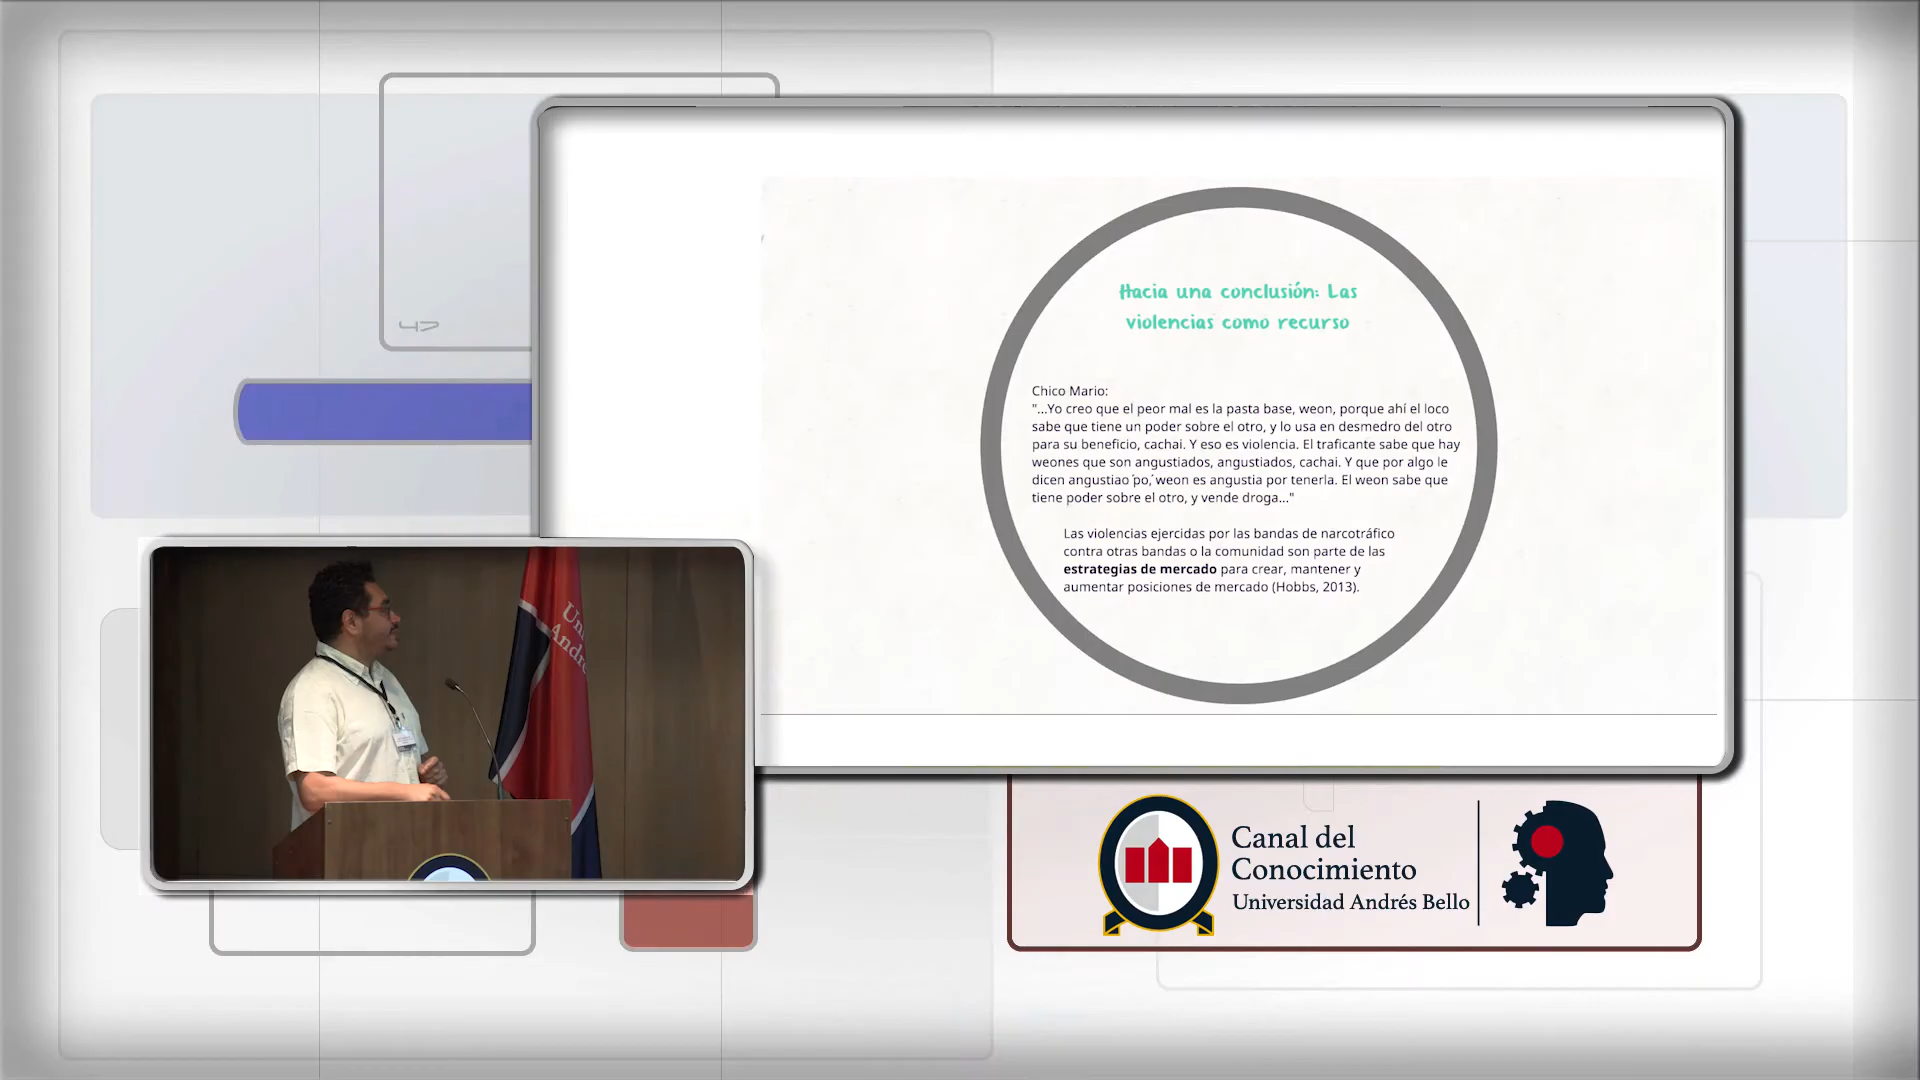 Hacia una conclusión: Las
violencias como recurso
Chico Mario:
"...Yo creo que el peor mal es la pasta base, weon, porque ahí el loco
sabe que tiene un poder sobre el otro, y lo usa en desmedro del otro
para su beneficio, cachai. Y eso es violencia. El traficante sabe que hay
weones que son angustiados, angustiados, cachai. Y que por algo le
dicen angustiao ́po, ́ weon es angustia por tenerla. El weon sabe que
tiene poder sobre el otro, y vende droga..."
Las violencias ejercidas por las bandas de narcotráfico
contra otras bandas o la comunidad son parte de las
estrategias de mercado para crear, mantener y
aumentar posiciones de mercado (Hobbs, 2013).
Canal del
Conocimiento
Universidad Andrés Bello